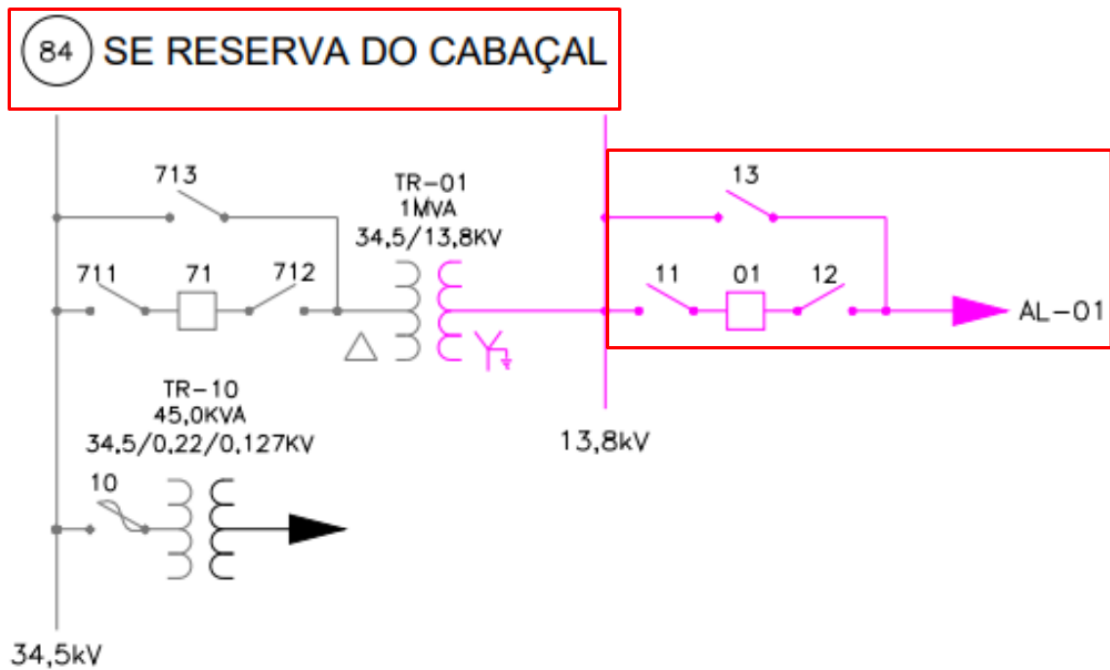 84 SE RESERVA DO CABAÇAL
713
TR-01
1MVA
34,5/13,8KV
13
711
71
712
11
01
12
AL-01
TR-10
45,0KVA
34,5/0,22/0,127KV
10
13,8kV
34,5kV